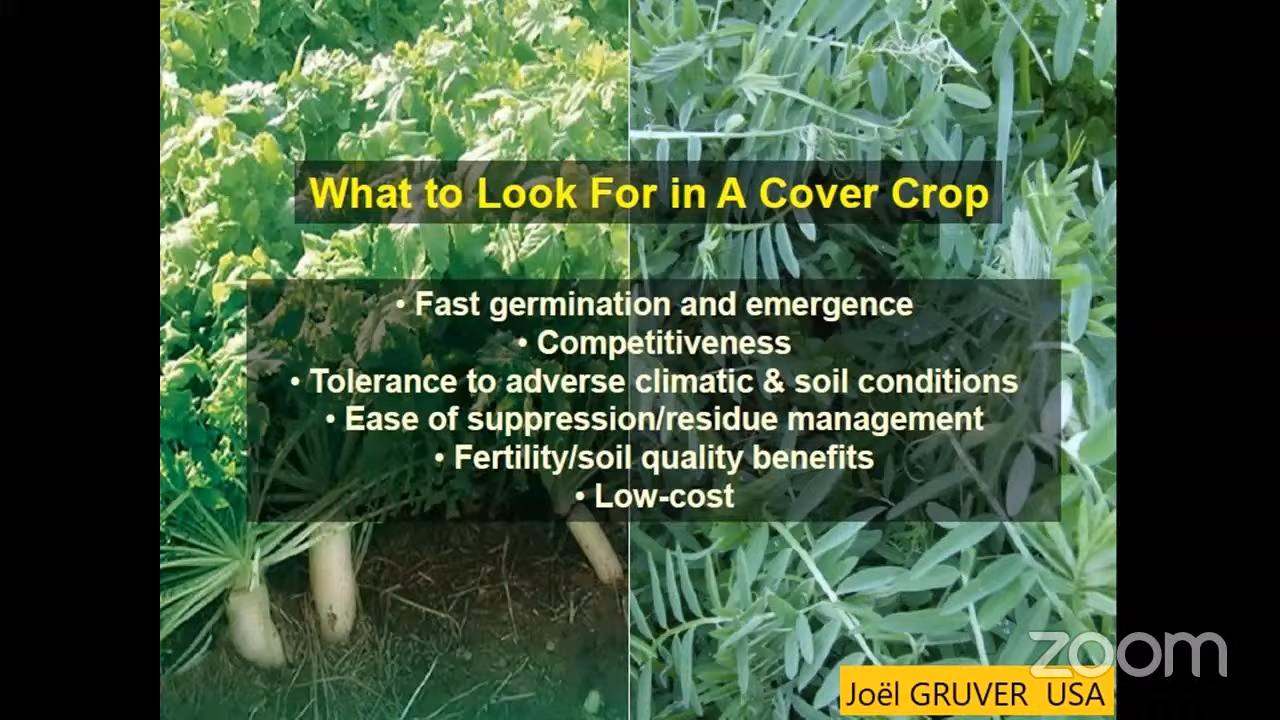 What to Look For in A Cover Crop
• Fast germination and emergence
• Competitiveness
• Tolerance to adverse climatic & soil conditions
• Ease of suppression/residue management
• Fertility/soil quality benefits
• Low-cost
zoom
Joël GRUVER USA